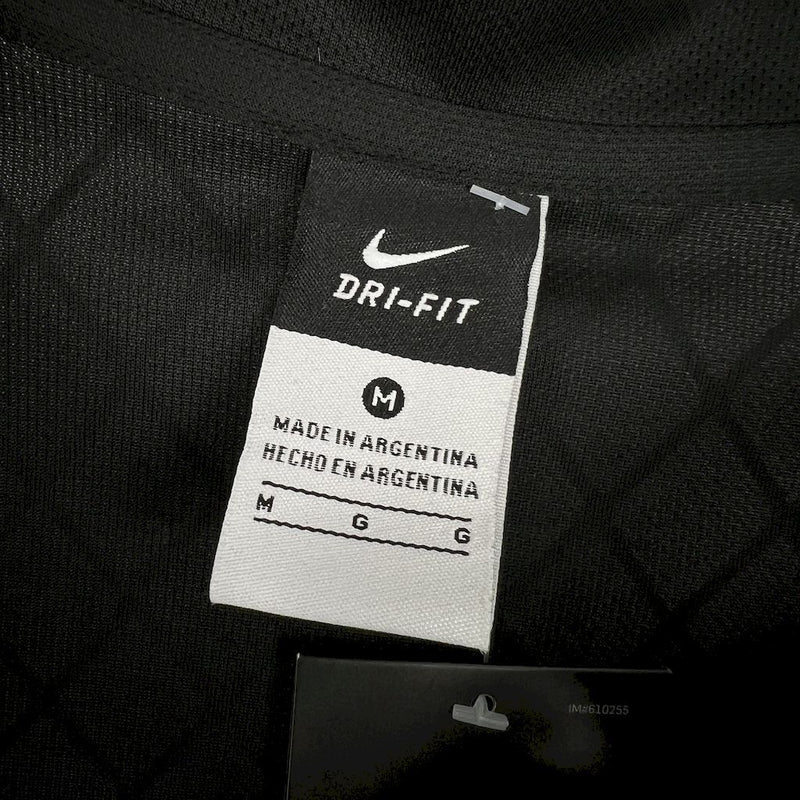 DRI-FIT
M
MADE IN ARGENTINA
HECHO EN ARGENTINA
M G G
IM#610255